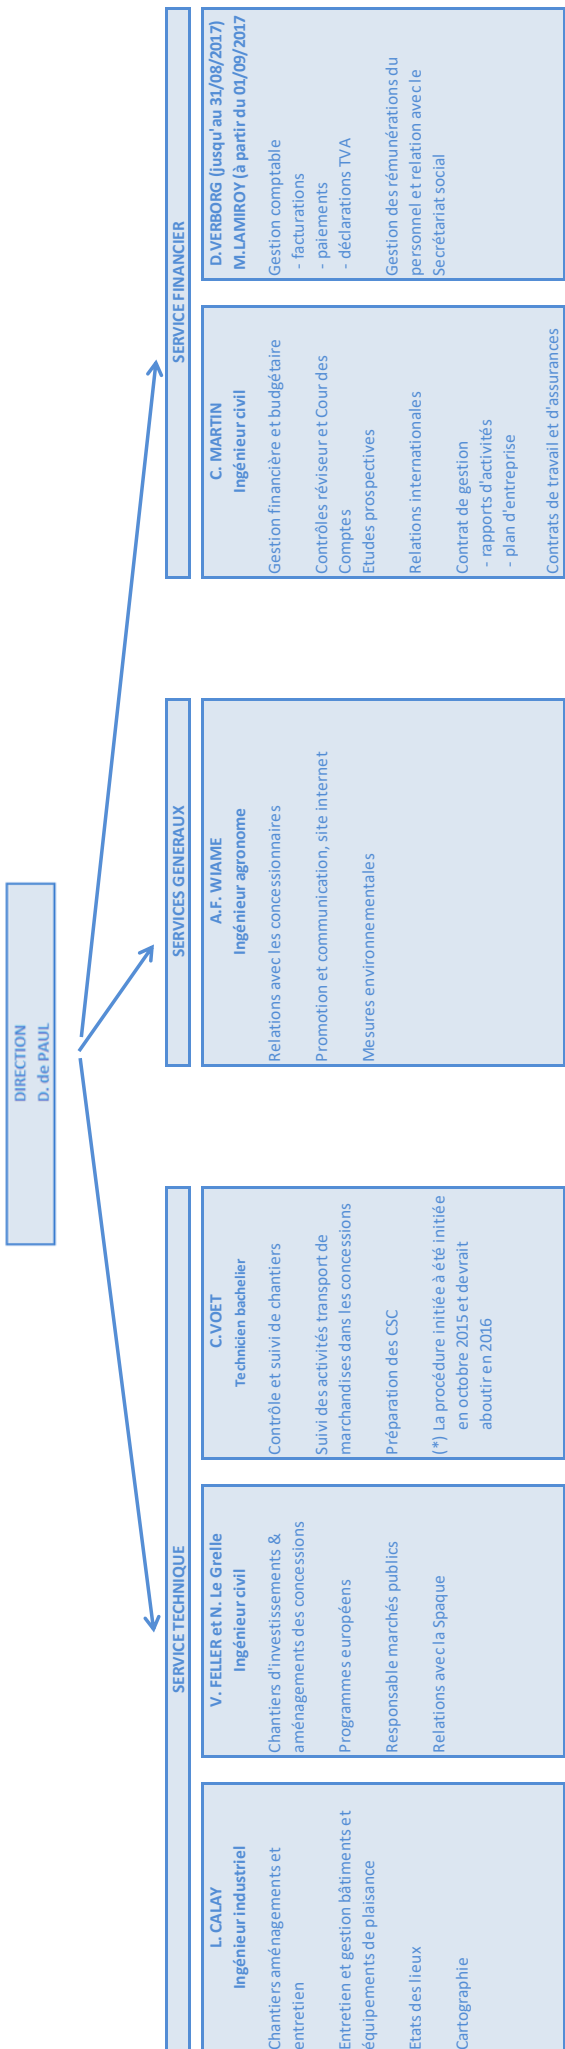 DIRECTION
D. de PAUL
SERVICE TECHNIQUE
L. CALAY
Ingénieur industriel
Chantiers aménagements et
entretien
Entretien et gestion bâtiments et
équipements de plaisance
Etats des lieux
Cartographie
V. FELLER et N. Le Grelle
Ingénieur civil
Chantiers d'investissements &
aménagements des concessions
Programmes européens
Responsable marchés publics
Relations avec la Spaque
C.VOET
Technicien bachelier
Contrôle et suivi de chantiers
Suivi des activités transport de
marchandises dans les concessions
Préparation des CSC
(*) La procédure initiée à été initiée
en octobre 2015 et devrait
aboutir en 2016
SERVICES GENERAUX
A.F. WIAME
Ingénieur agronome
Relations avec les concessionnaires
Promotion et communication, site internet
Mesures environnementales
SERVICE FINANCIER
C. MARTIN
Ingénieur civil
Gestion financière et budgétaire
Contrôles réviseur et Cour des
Comptes
Etudes prospectives
Relations internationales
Contrat de gestion
- rapports d'activités
- plan d'entreprise
Contrats de travail et d'assurances
D.VERBORG (jusqu'au 31/08/2017)
M.LAMIROY (à partir du 01/09/2017
Gestion comptable
- facturations
- paiements
- déclarations TVA
Gestion des rémunérations du
personnel et relation avec le
Secrétariat social